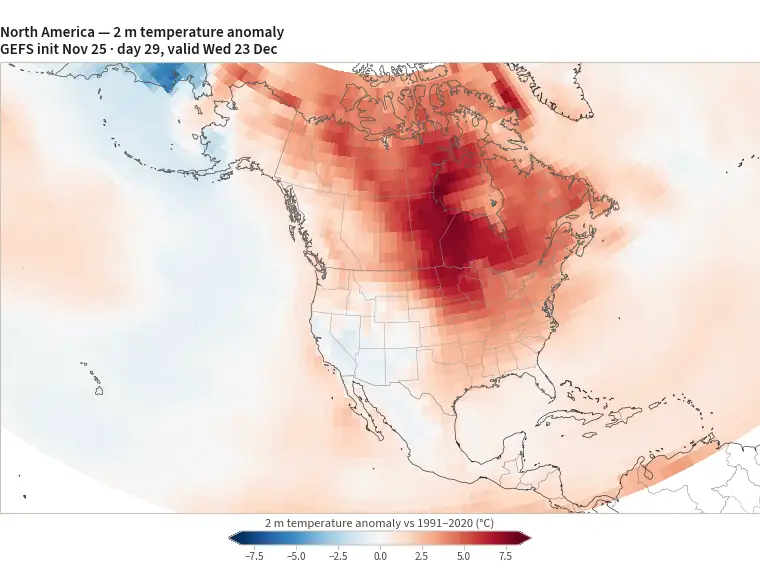 North America — 2 m temperature anomaly
GEFS init Nov 25 · day 29, valid Wed 23 Dec
2 m temperature anomaly vs 1991–2020 (°C)
−7.5 −5.0 −2.5 0.0 2.5 5.0 7.5